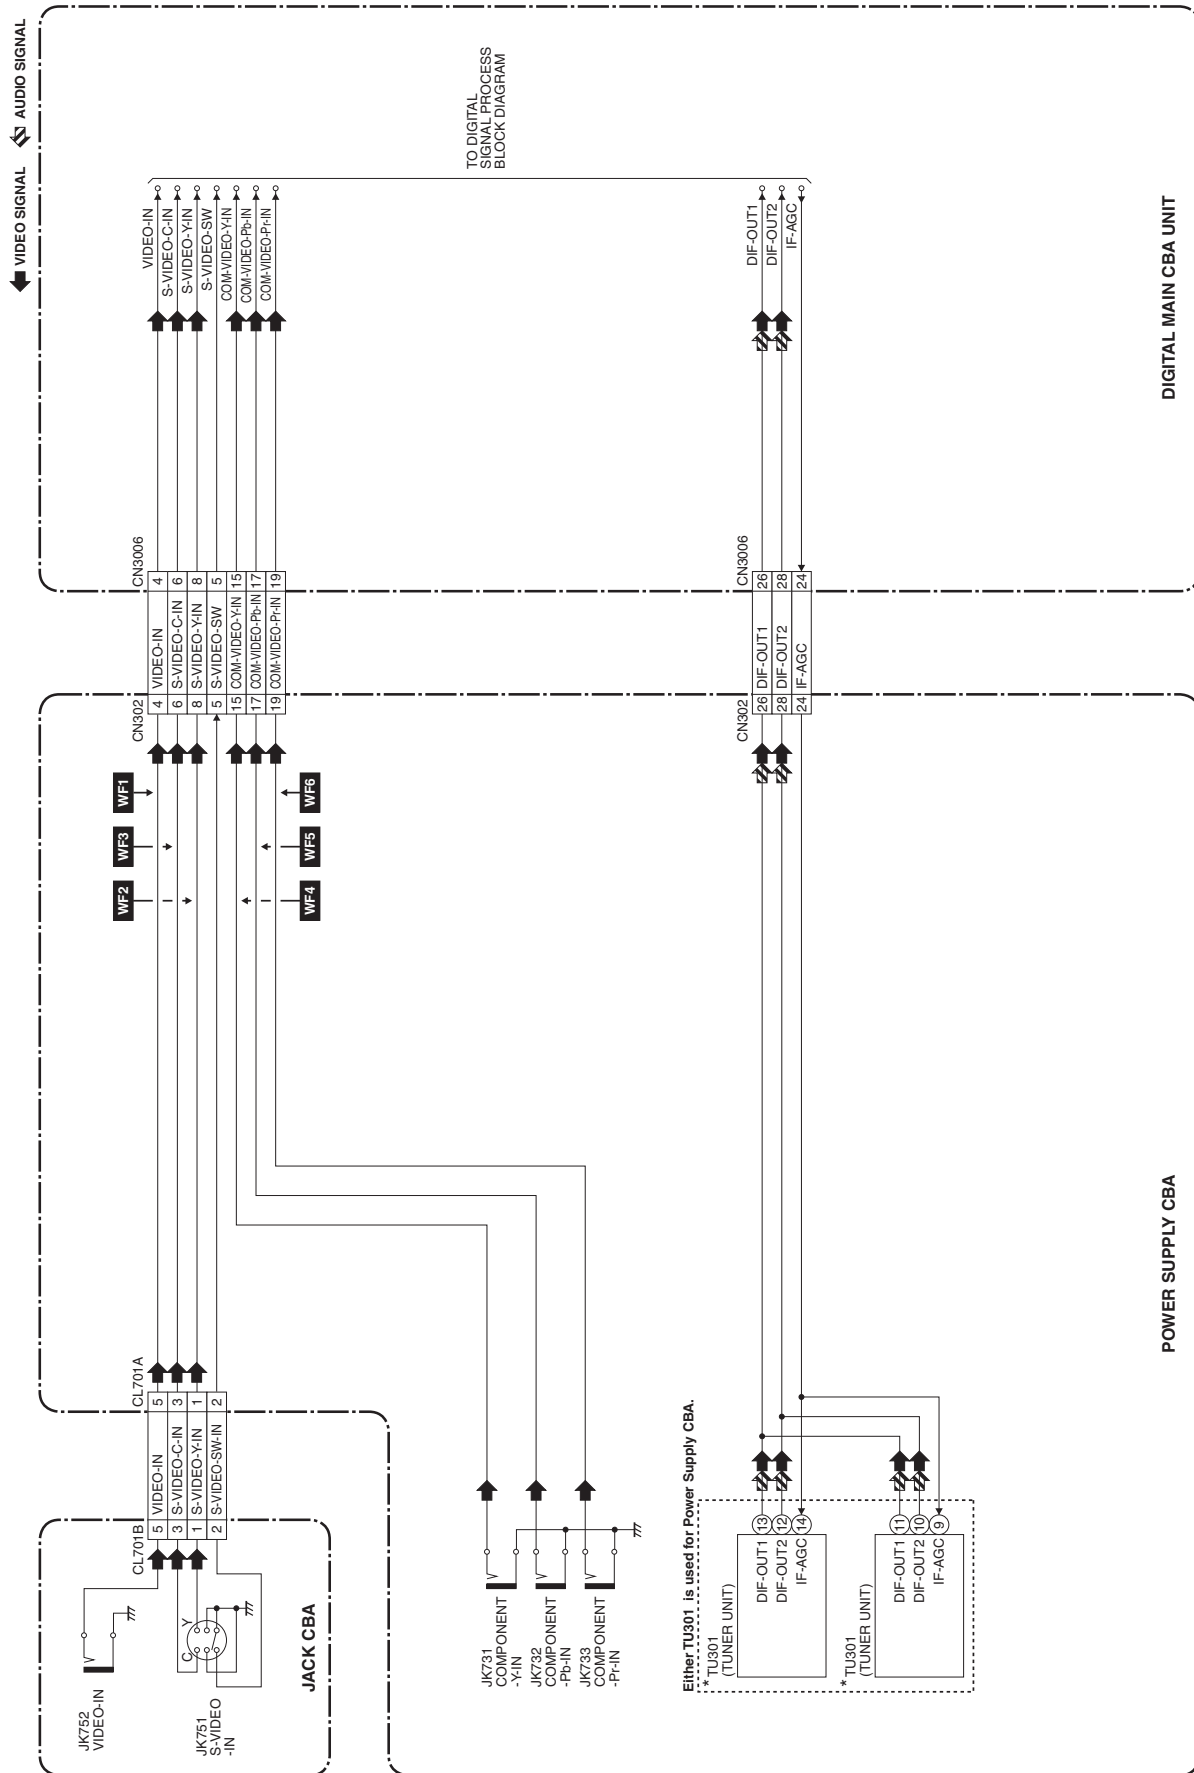 VIDEO SIGNAL
AUDIO SIGNAL
JK752
VIDEO-IN
JK751
S-VIDEO
-IN
C
Y
V
JACK CBA
CL701B
CL701A
5 VIDEO-IN 5
3 S-VIDEO-C-IN 3
1 S-VIDEO-Y-IN 1
2 S-VIDEO-SW-IN 2
WF1
WF3
WF2
WF6
WF5
WF4
CN302
CN3006
4 VIDEO-IN 4
6 S-VIDEO-C-IN 6
8 S-VIDEO-Y-IN 8
5 S-VIDEO-SW 5
15 COM-VIDEO-Y-IN 15
17 COM-VIDEO-Pb-IN 17
19 COM-VIDEO-Pr-IN 19
VIDEO-IN
S-VIDEO-C-IN
S-VIDEO-Y-IN
S-VIDEO-SW
COM-VIDEO-Y-IN
COM-VIDEO-Pb-IN
COM-VIDEO-Pr-IN
TO DIGITAL
SIGNAL PROCESS
BLOCK DIAGRAM
JK731
COMPONENT
-Y-IN
V
JK732
COMPONENT
-Pb-IN
V
JK733
COMPONENT
-Pr-IN
V
Either TU301 is used for Power Supply CBA.
* TU301
(TUNER UNIT)
DIF-OUT1 13
DIF-OUT2 12
IF-AGC 14
* TU301
(TUNER UNIT)
DIF-OUT1 11
DIF-OUT2 10
IF-AGC 9
CN302
CN3006
26 DIF-OUT1 26
28 DIF-OUT2 28
24 IF-AGC 24
DIF-OUT1
DIF-OUT2
IF-AGC
POWER SUPPLY CBA
DIGITAL MAIN CBA UNIT